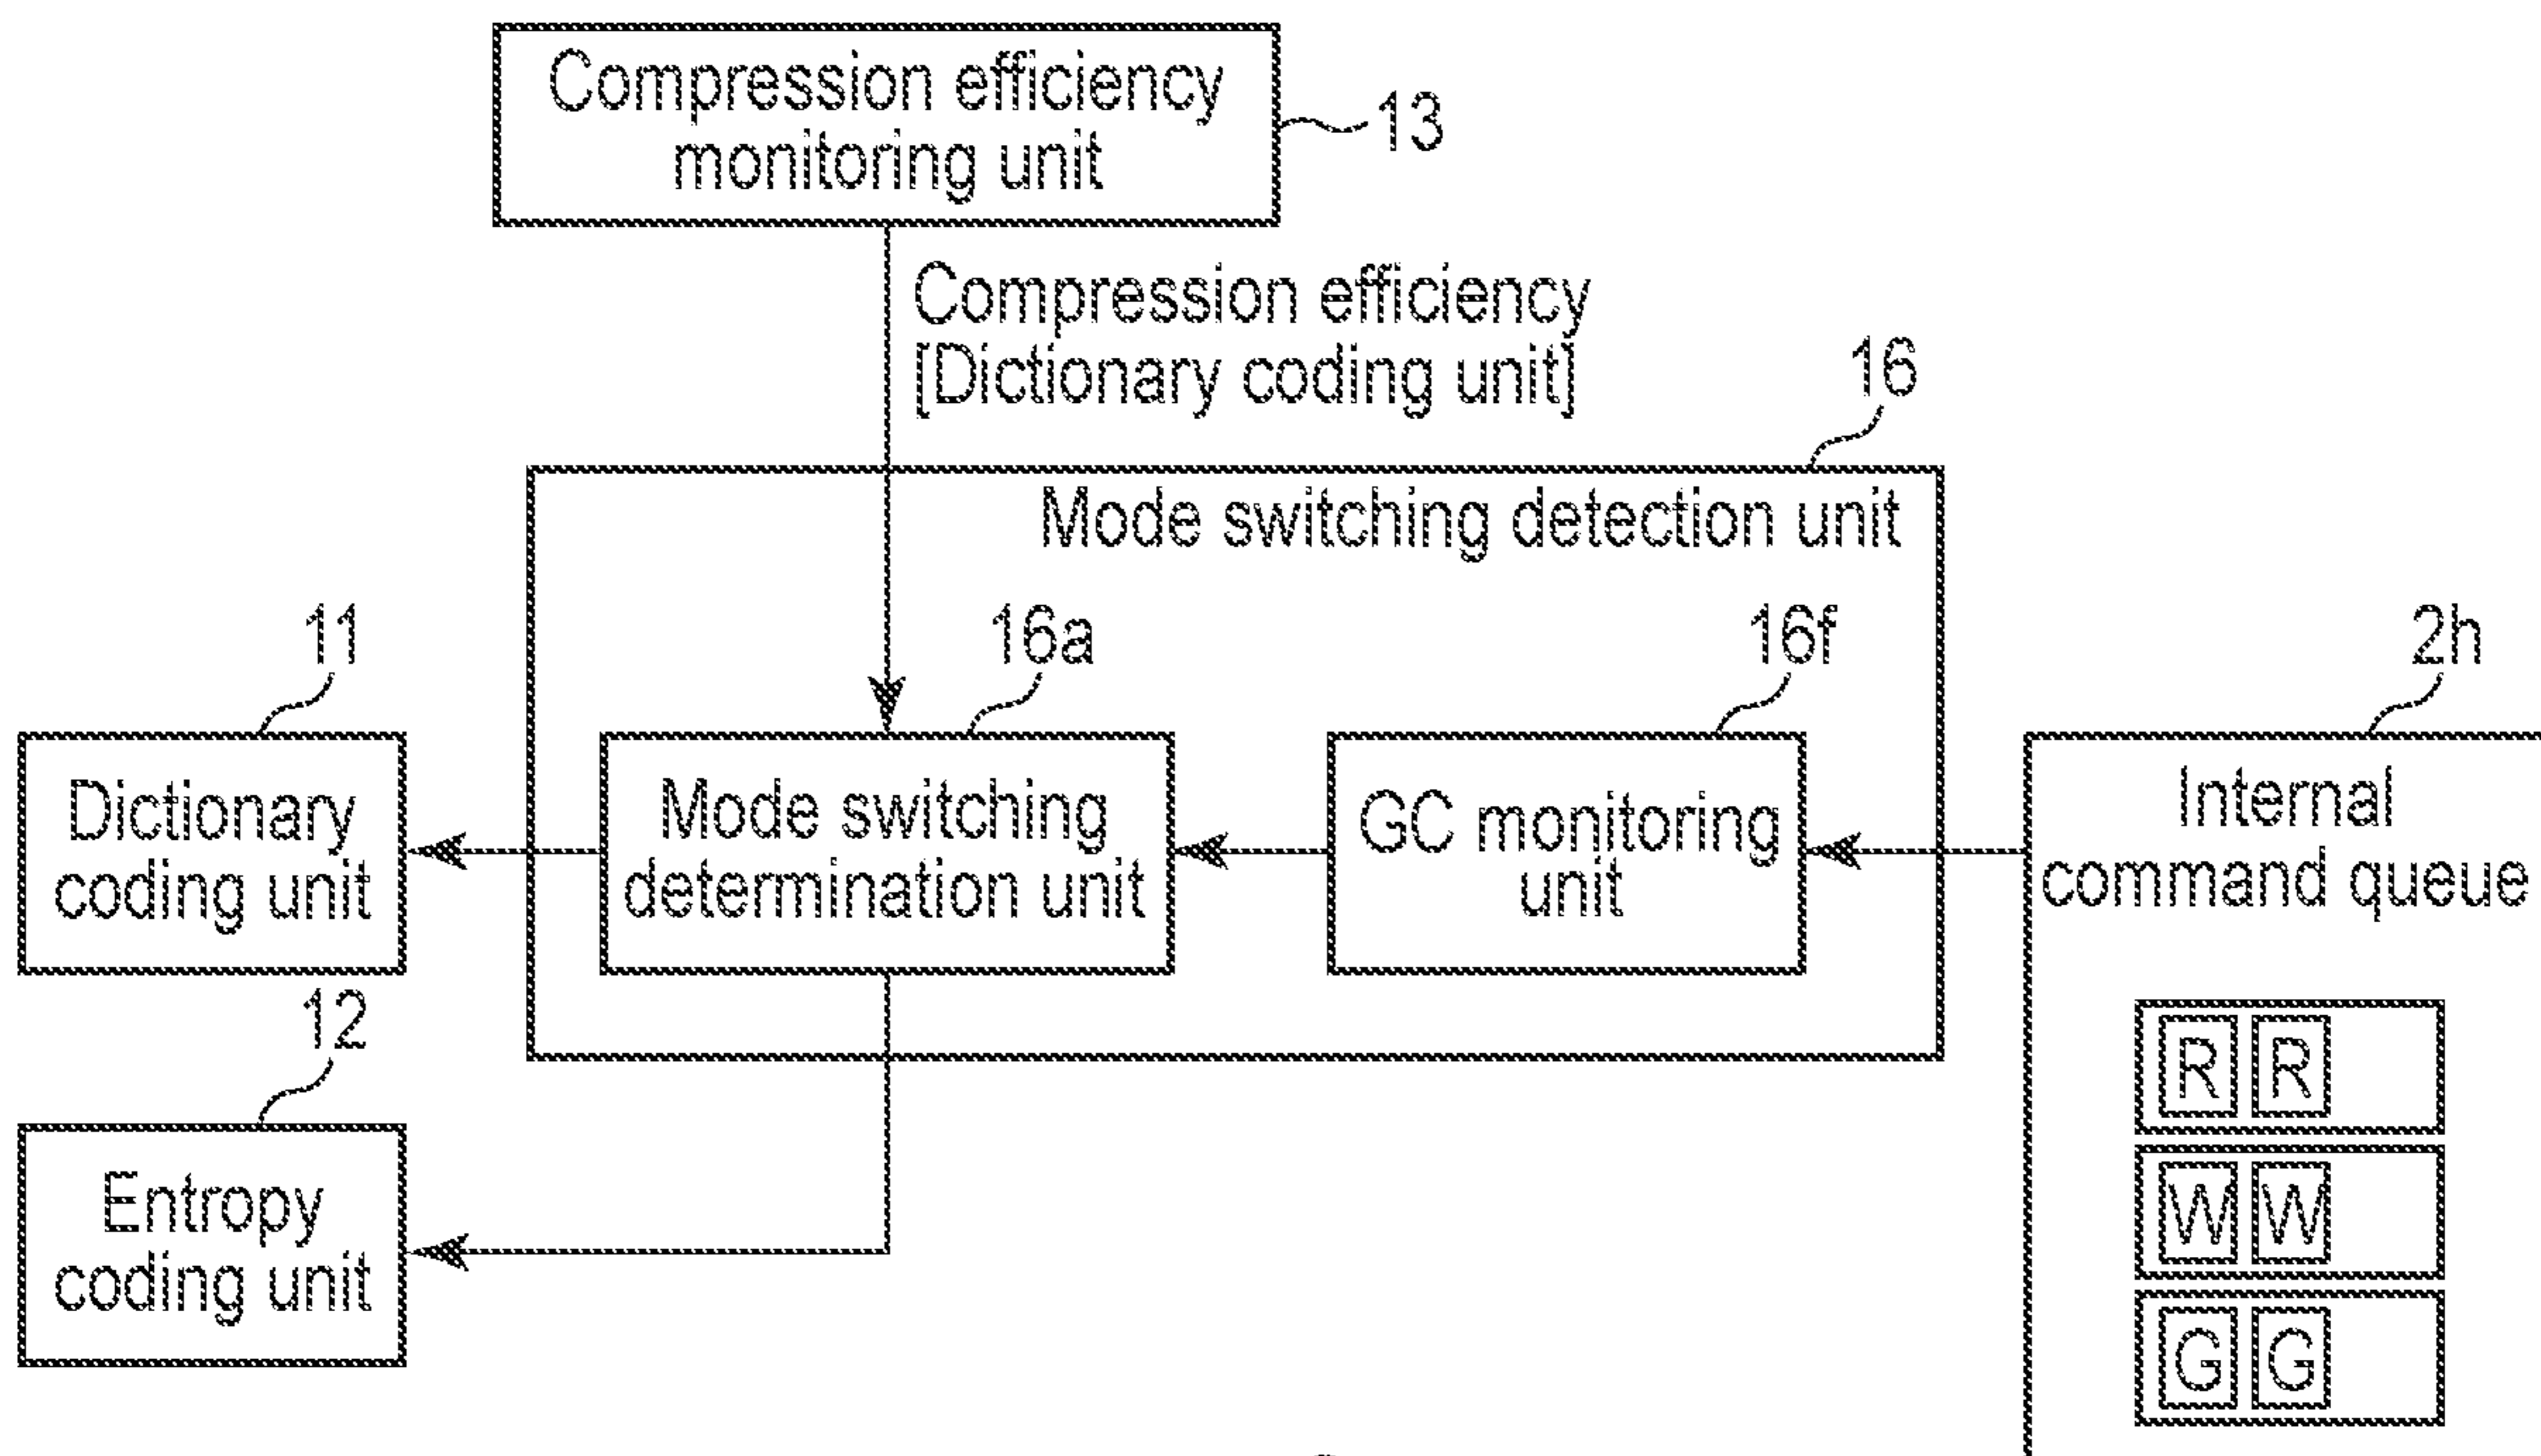 Compression efficiency
monitoring unit
13
Compression efficiency
[Dictionary coding unit]
16
Mode switching detection unit
11
16a
16f
2h
Dictionary
coding unit
Mode switching
determination unit
GC monitoring
unit
Internal
command queue
12
Entropy
coding unit
R R
W W
G G